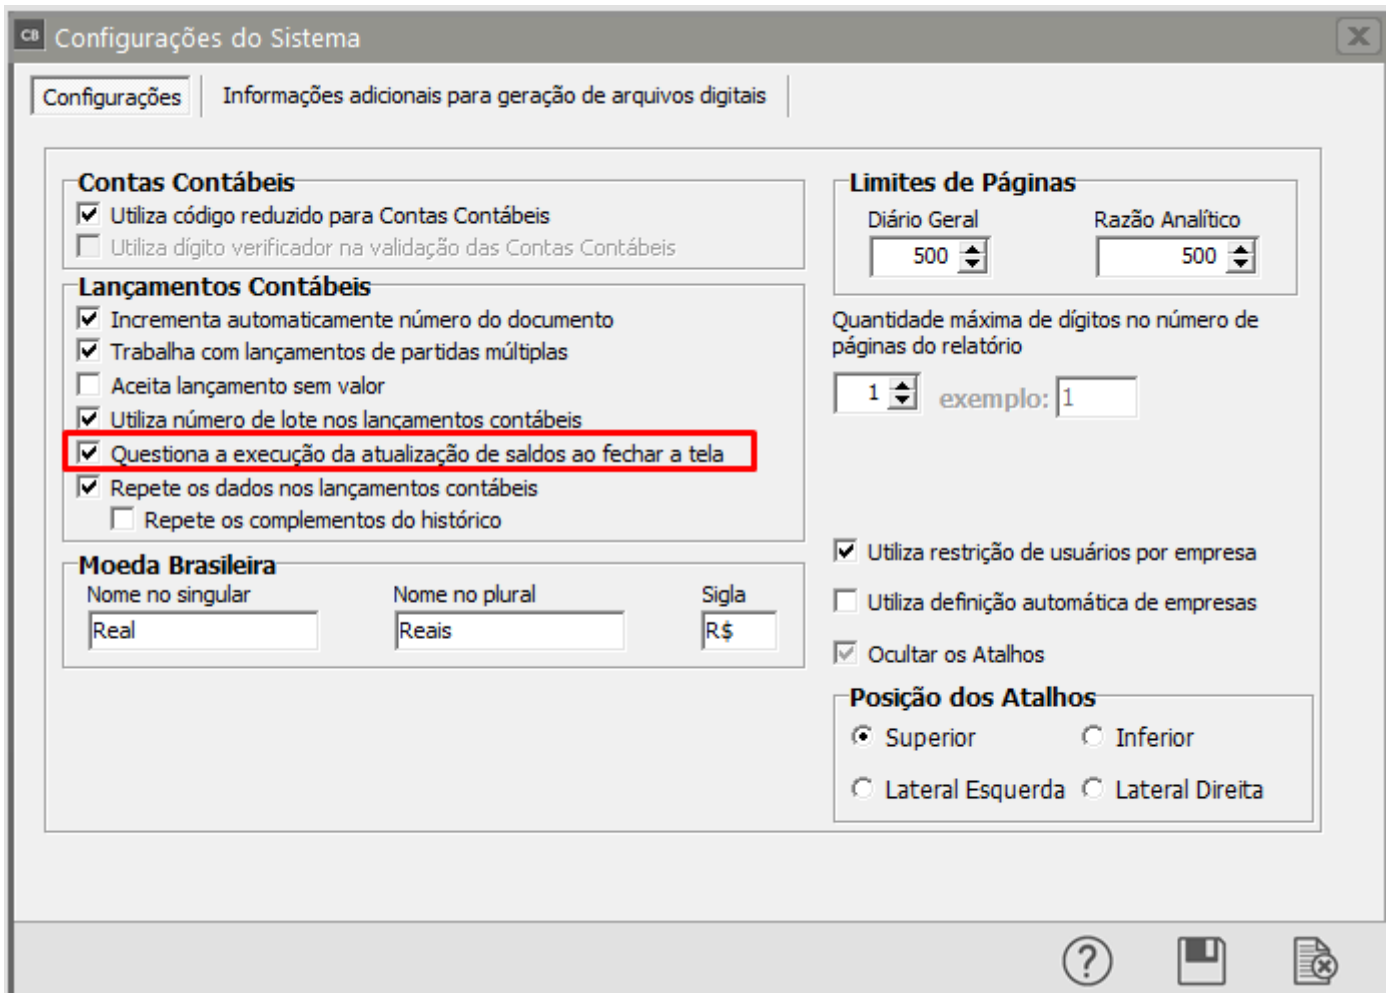 CB Configurações do Sistema
Configurações
Informações adicionais para geração de arquivos digitais
Contas Contábeis
Utiliza código reduzido para Contas Contábeis
Utiliza dígito verificador na validação das Contas Contábeis
Lançamentos Contábeis
Incrementa automaticamente número do documento
Trabalha com lançamentos de partidas múltiplas
Aceita lançamento sem valor
Utiliza número de lote nos lançamentos contábeis
Questiona a execução da atualização de saldos ao fechar a tela
Repete os dados nos lançamentos contábeis
Repete os complementos do histórico
Moeda Brasileira
Nome no singular Nome no plural Sigla
Real Reais R$
Limites de Páginas
Diário Geral Razão Analítico
500 500
Quantidade máxima de dígitos no número de
páginas do relatório
1 exemplo: 1
Utiliza restrição de usuários por empresa
Utiliza definição automática de empresas
Ocultar os Atalhos
Posição dos Atalhos
Superior Inferior
Lateral Esquerda Lateral Direita